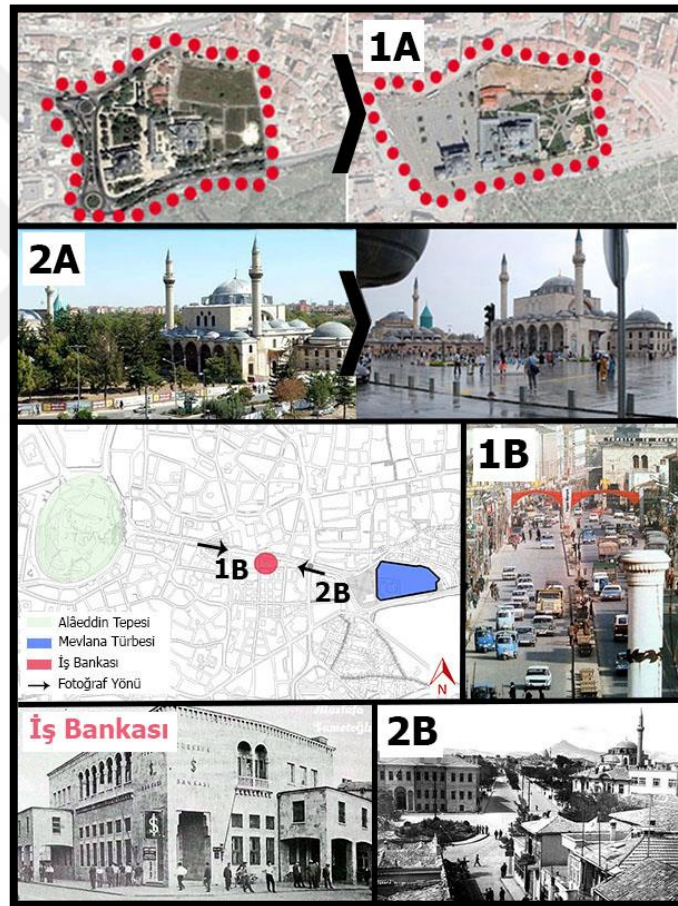 1A
2A
1B
1B
2B
Alâeddin Tepesi
Mevlana Türbesi
İş Bankası
Fotoğraf Yönü
N
İş Bankası
2B